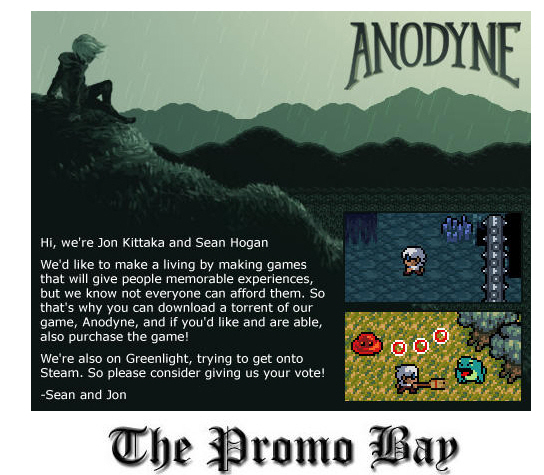 ANODYNE
Hi, we're Jon Kittaka and Sean Hogan
We'd like to make a living by making games
that will give people memorable experiences,
but we know not everyone can afford them. So
that's why you can download a torrent of our
game, Anodyne, and if you'd like and are able,
also purchase the game!
We're also on Greenlight, trying to get onto
Steam. So please consider giving us your vote!
-Sean and Jon
The Promo Bay